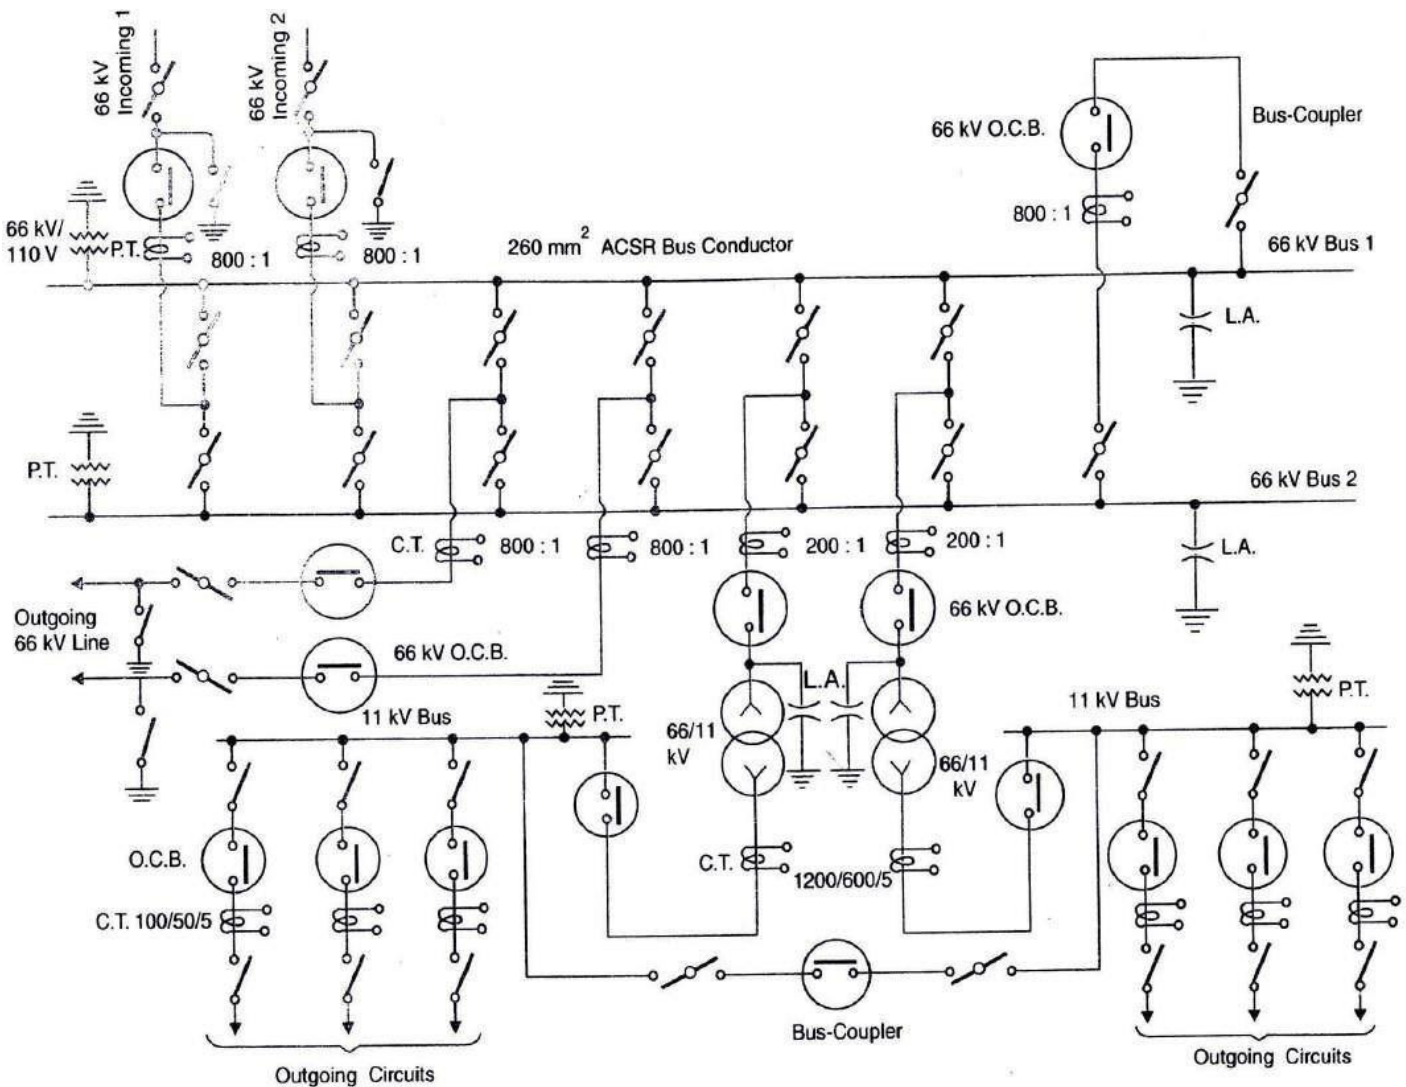 66 kV
Incoming 1
66 kV
Incoming 2
66 kV O.C.B.
Bus-Coupler
800 : 1
66 kV/
110 V
P.T.
800 : 1
800 : 1
260 mm² ACSR Bus Conductor
66 kV Bus 1
L.A.
P.T.
66 kV Bus 2
C.T.
800 : 1
800 : 1
200 : 1
200 : 1
L.A.
Outgoing
66 kV Line
66 kV O.C.B.
66 kV O.C.B.
L.A.
11 kV Bus
P.T.
66/11
kV
66/11
kV
11 kV Bus
P.T.
O.C.B.
C.T.
1200/600/5
C.T. 100/50/5
Bus-Coupler
Outgoing Circuits
Outgoing Circuits